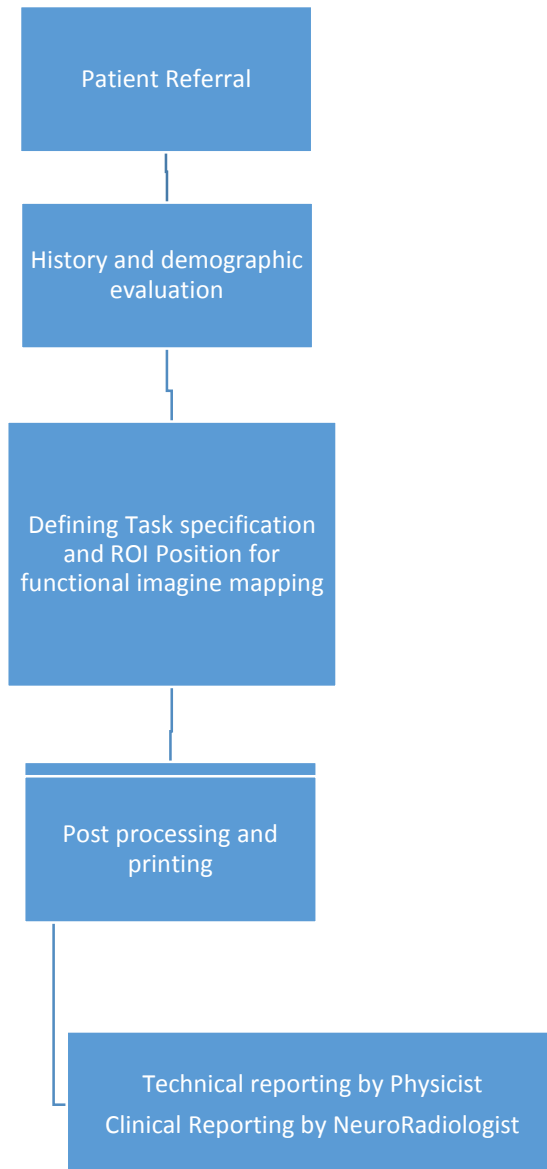 Patient Referral
History and demographic
evaluation
Defining Task specification
and ROI Position for
functional imagine mapping
Post processing and
printing
Technical reporting by Physicist
Clinical Reporting by NeuroRadiologist